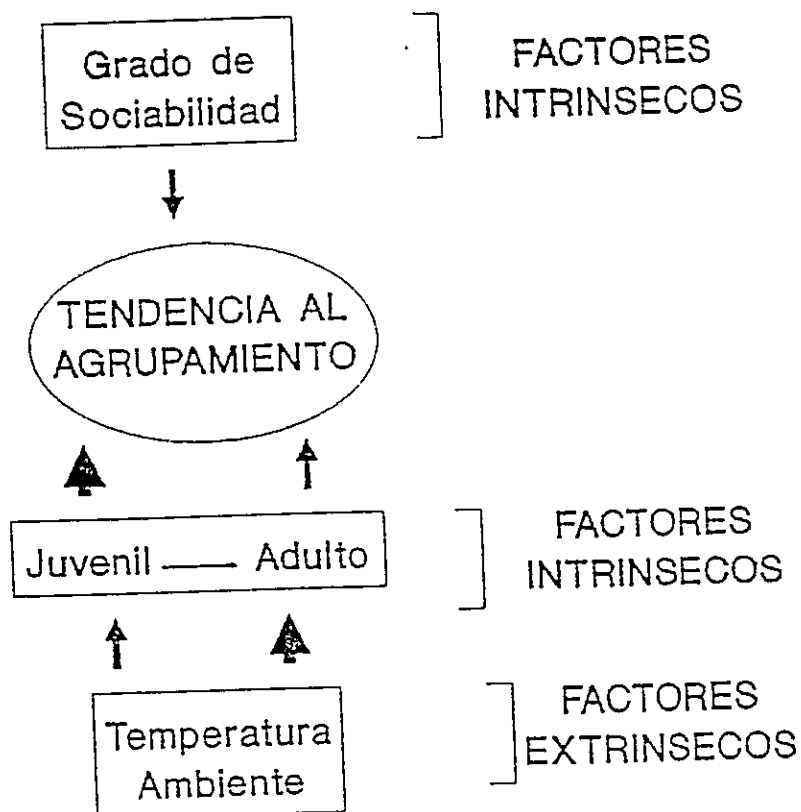 Grado de
Sociabilidad
FACTORES
INTRINSECOS
TENDENCIA AL
AGRUPAMIENTO
Juvenil — Adulto
FACTORES
INTRINSECOS
Temperatura
Ambiente
FACTORES
EXTRINSECOS